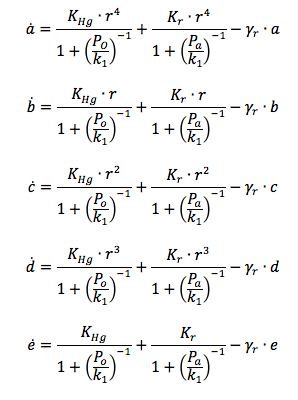 ȧ = K_Hg · r^4 / (1 + (P_O / k_1)^-1) + K_r · r^4 / (1 + (P_a / k_1)^-1) − γ_r · a
ḃ = K_Hg · r / (1 + (P_o / k_1)^-1) + K_r · r / (1 + (P_a / k_1)^-1) − γ_r · b
ċ = K_Hg · r^2 / (1 + (P_o / k_1)^-1) + K_r · r^2 / (1 + (P_a / k_1)^-1) − γ_r · c
ḋ = K_Hg · r^3 / (1 + (P_o / k_1)^-1) + K_r · r^3 / (1 + (P_a / k_1)^-1) − γ_r · d
ė = K_Hg / (1 + (P_o / k_1)^-1) + K_r / (1 + (P_a / k_1)^-1) − γ_r · e